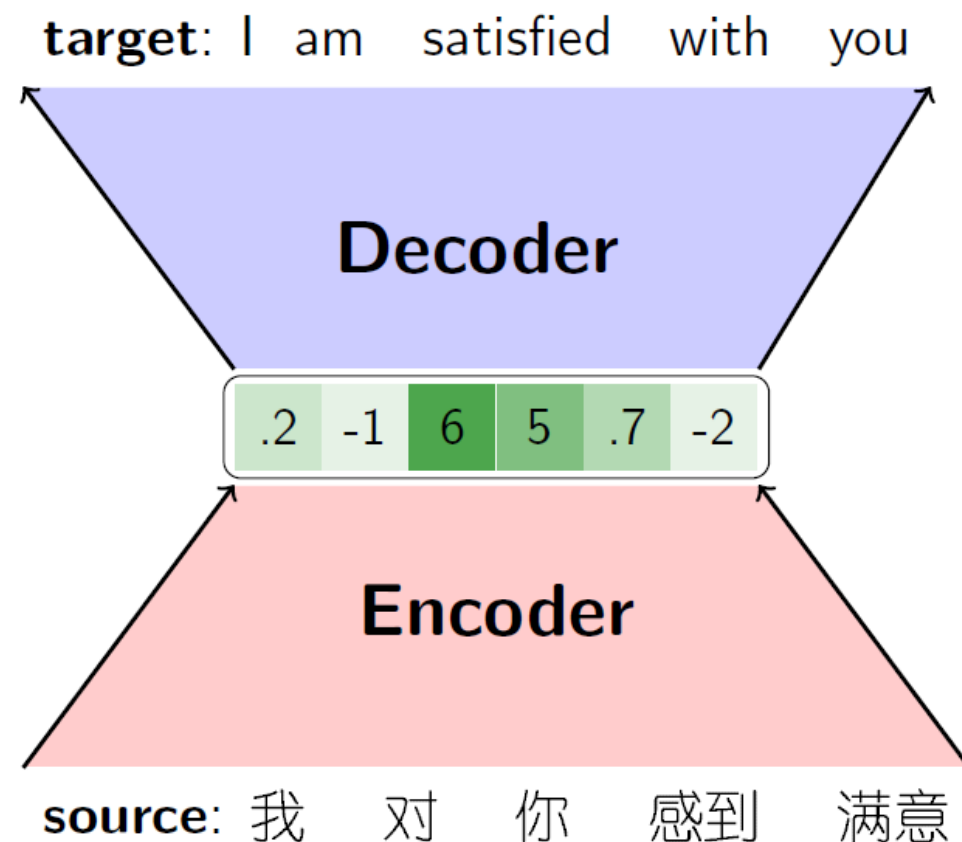 target: I am satisfied with you
Decoder
.2 -1 6 5 .7 -2
Encoder
source: 我 对 你 感到 满意